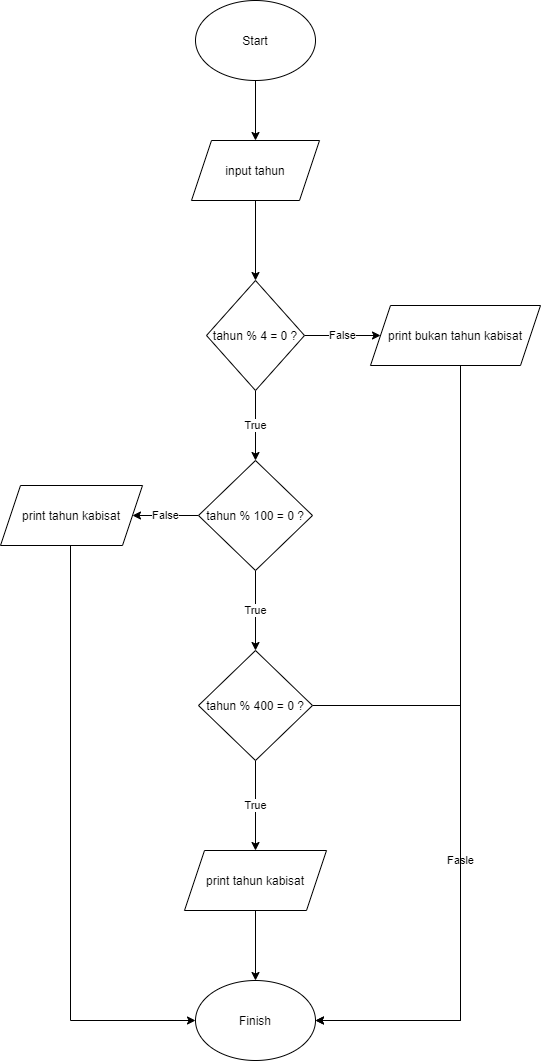 Start
input tahun
tahun % 4 = 0 ?
False
print bukan tahun kabisat
True
print tahun kabisat
False
tahun % 100 = 0 ?
True
tahun % 400 = 0 ?
True
Fasle
print tahun kabisat
Finish